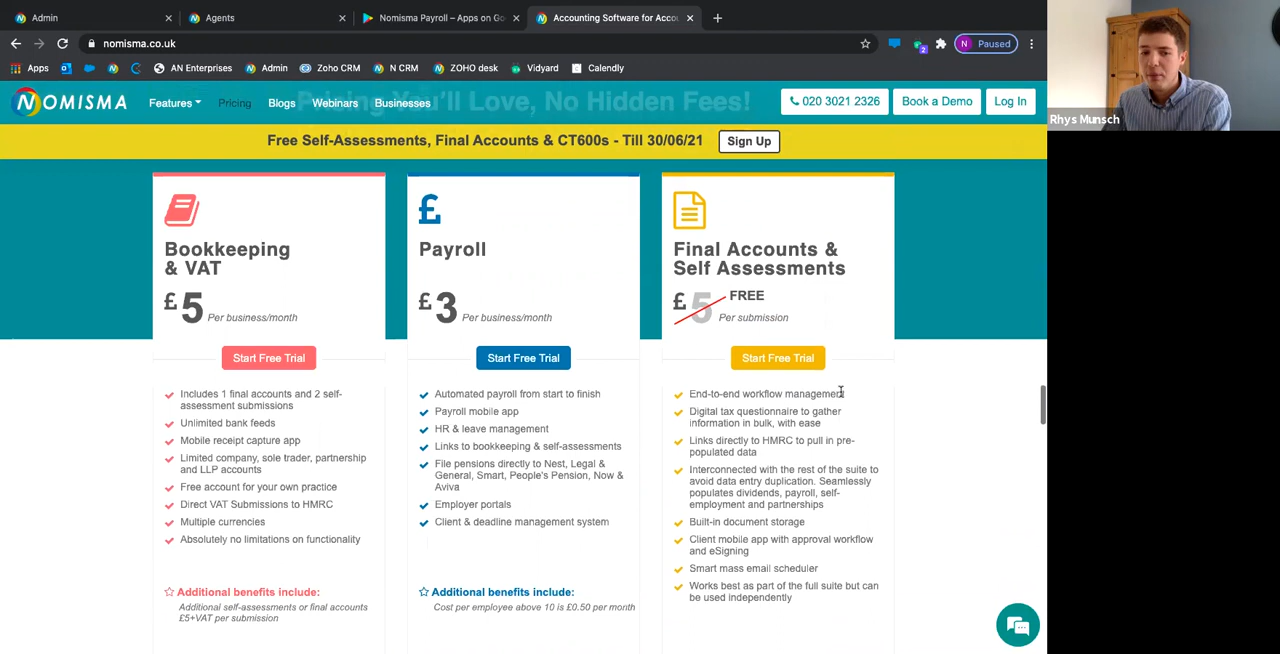 Admin
Agents
Nomisma Payroll – Apps on Go
Accounting Software for Accou
nomisma.co.uk
2
N Paused
Apps
AN Enterprises
Admin
Zoho CRM
N CRM
ZOHO desk
Vidyard
Calendly
NOMISMA
Features
Pricing
Blogs
Webinars
Businesses
Pricing You'll Love, No Hidden Fees!
020 3021 2326
Book a Demo
Log In
Rhys Munsch
Free Self-Assessments, Final Accounts & CT600s - Till 30/06/21
Sign Up
Bookkeeping
& VAT
£5 Per business/month
Start Free Trial
Includes 1 final accounts and 2 self-
assessment submissions
Unlimited bank feeds
Mobile receipt capture app
Limited company, sole trader, partnership
and LLP accounts
Free account for your own practice
Direct VAT Submissions to HMRC
Multiple currencies
Absolutely no limitations on functionality
Additional benefits include:
Additional self-assessments or final accounts
£5+VAT per submission
£
Payroll
£3 Per business/month
Start Free Trial
Automated payroll from start to finish
Payroll mobile app
HR & leave management
Links to bookkeeping & self-assessments
File pensions directly to Nest, Legal &
General, Smart, People's Pension, Now &
Aviva
Employer portals
Client & deadline management system
Additional benefits include:
Cost per employee above 10 is £0.50 per month
Final Accounts &
Self Assessments
£5 FREE
Per submission
Start Free Trial
End-to-end workflow management
Digital tax questionnaire to gather
information in bulk, with ease
Links directly to HMRC to pull in pre-
populated data
Interconnected with the rest of the suite to
avoid data entry duplication. Seamlessly
populates dividends, payroll, self-
employment and partnerships
Built-in document storage
Client mobile app with approval workflow
and eSigning
Smart mass email scheduler
Works best as part of the full suite but can
be used independently